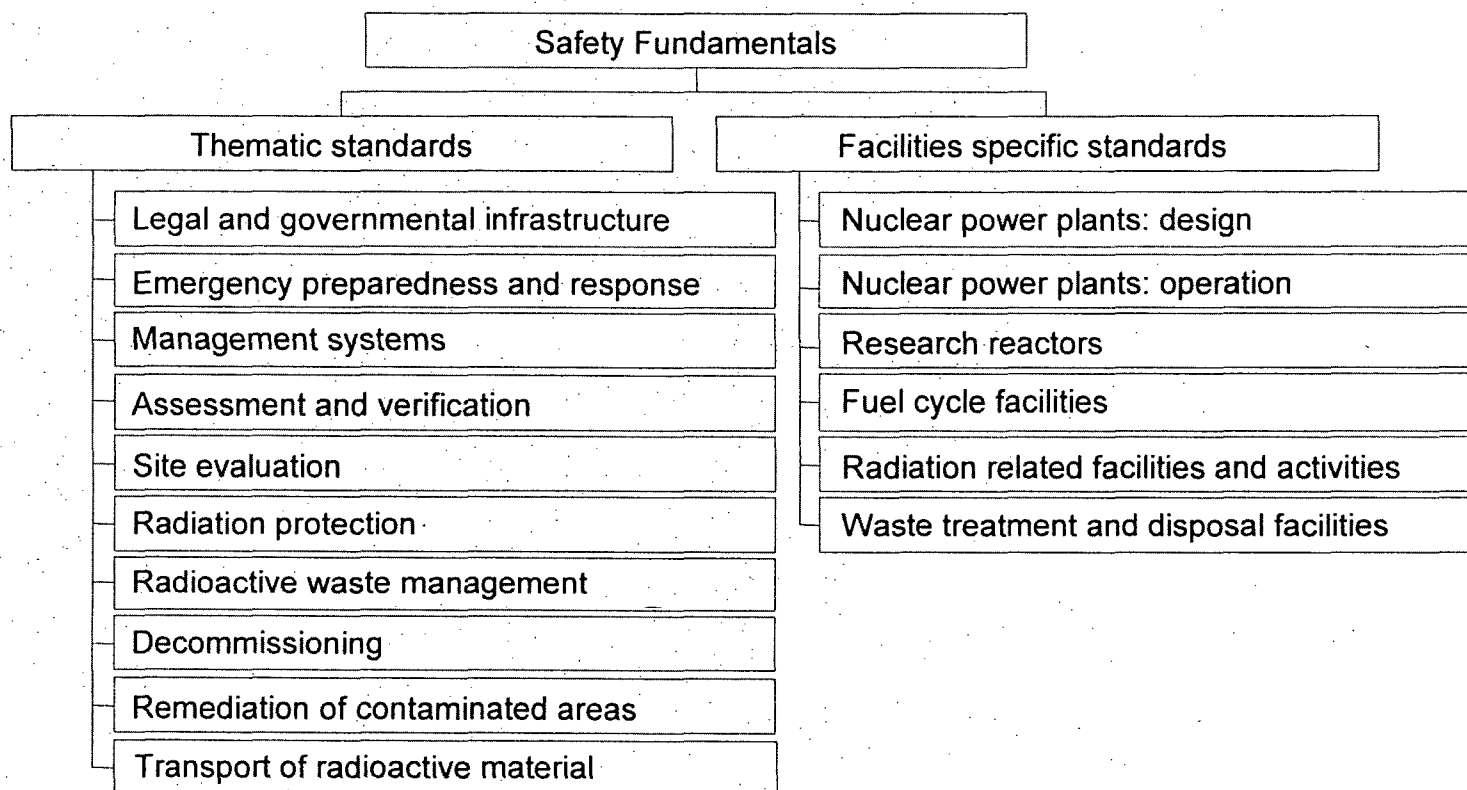 Safety Fundamentals
Thematic standards
Legal and governmental infrastructure
Emergency preparedness and response
Management systems
Assessment and verification
Site evaluation
Radiation protection
Radioactive waste management
Decommissioning
Remediation of contaminated areas
Transport of radioactive material
Facilities specific standards
Nuclear power plants: design
Nuclear power plants: operation
Research reactors
Fuel cycle facilities
Radiation related facilities and activities
Waste treatment and disposal facilities